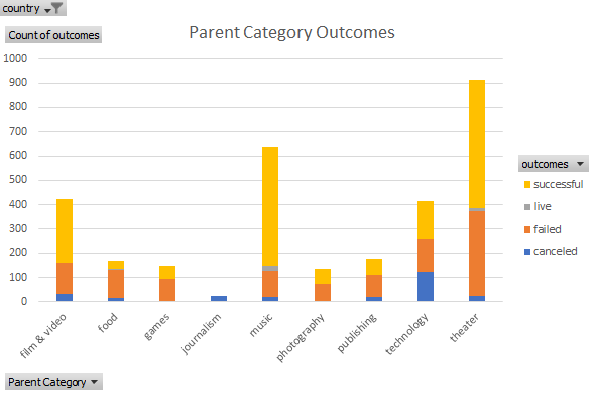 country
Count of outcomes
Parent Category Outcomes
1000
900
800
700
600
500
400
300
200
100
0
film & video
food
games
journalism
music
photography
publishing
technology
theater
outcomes
successful
live
failed
canceled
Parent Category